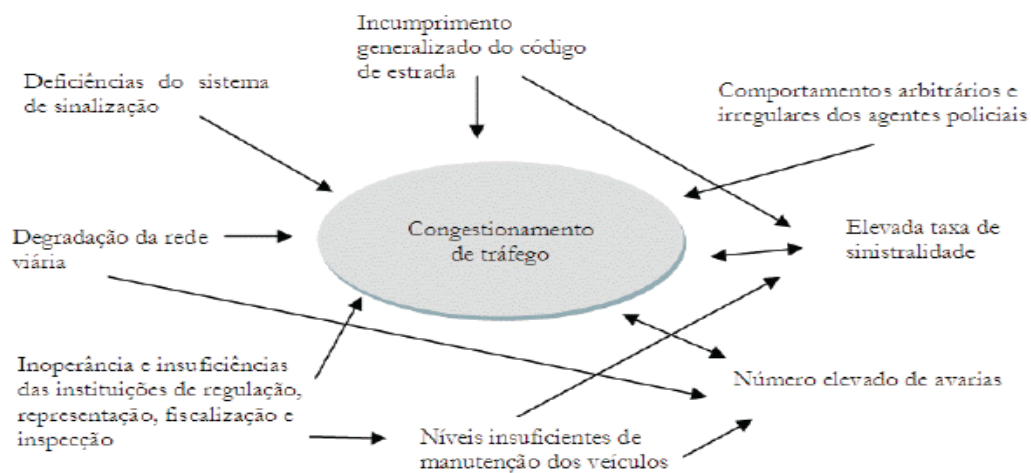 Incumprimento
generalizado do código
de estrada
Deficiências do sistema
de sinalização
Comportamentos arbitrários e
irregulares dos agentes policiais
Congestionamento
de tráfego
Degradação da rede
viária
Elevada taxa de
sinistralidade
Inoperância e insuficiências
das instituições de regulação,
representação, fiscalização e
inspecção
Número elevado de avarias
Níveis insuficientes de
manutenção dos veículos